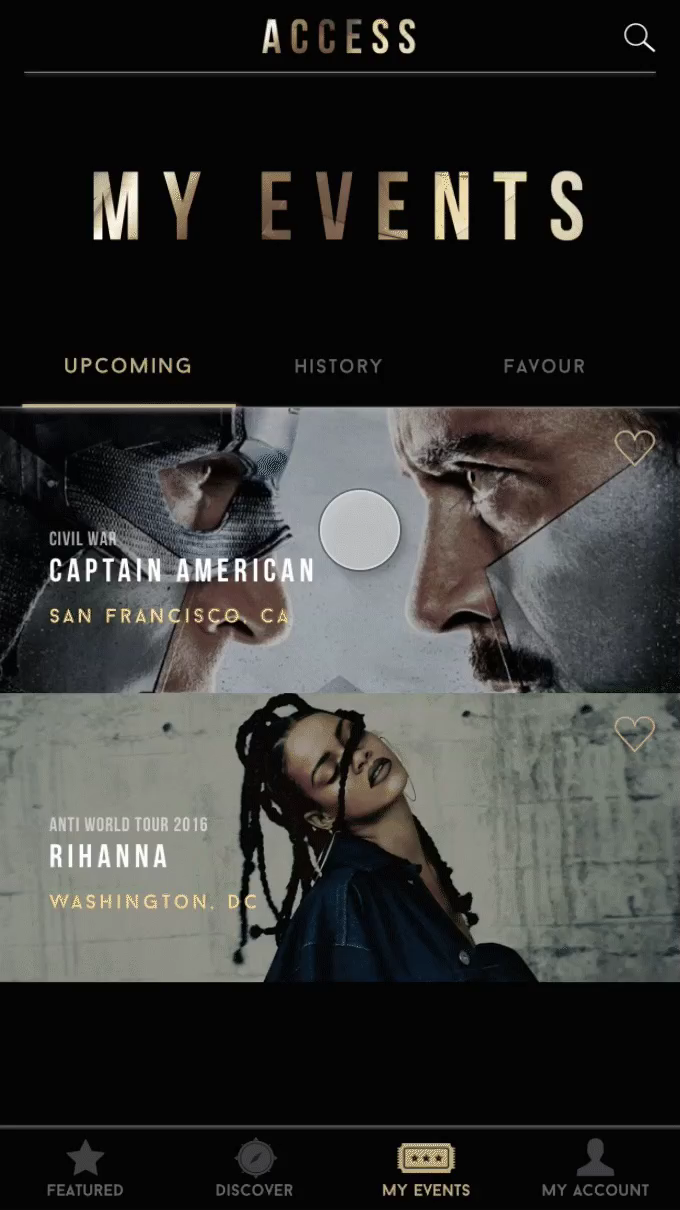 ACCESS
MY EVENTS
UPCOMING
HISTORY
FAVOUR
CIVIL WAR
CAPTAIN AMERICAN
SAN FRANCISCO, CA
ANTI WORLD TOUR 2016
RIHANNA
WASHINGTON, DC
FEATURED
DISCOVER
MY EVENTS
MY ACCOUNT